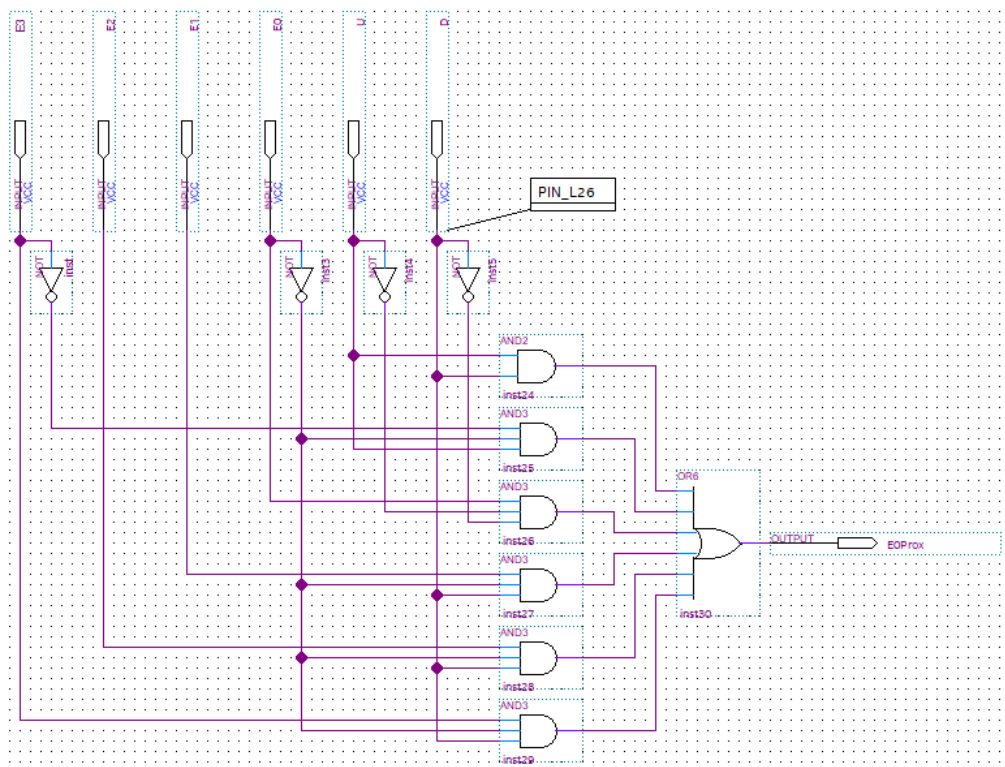 E3
E2
E1
E0
U
D
INPUT
VCC
INPUT
VCC
INPUT
VCC
INPUT
VCC
INPUT
VCC
INPUT
VCC
PIN_L26
NOT
inst
NOT
inst3
NOT
inst4
NOT
inst5
AND2
inst24
AND3
inst25
AND3
inst26
AND3
inst27
AND3
inst28
AND3
inst29
OR6
inst30
OUTPUT
E0Prox